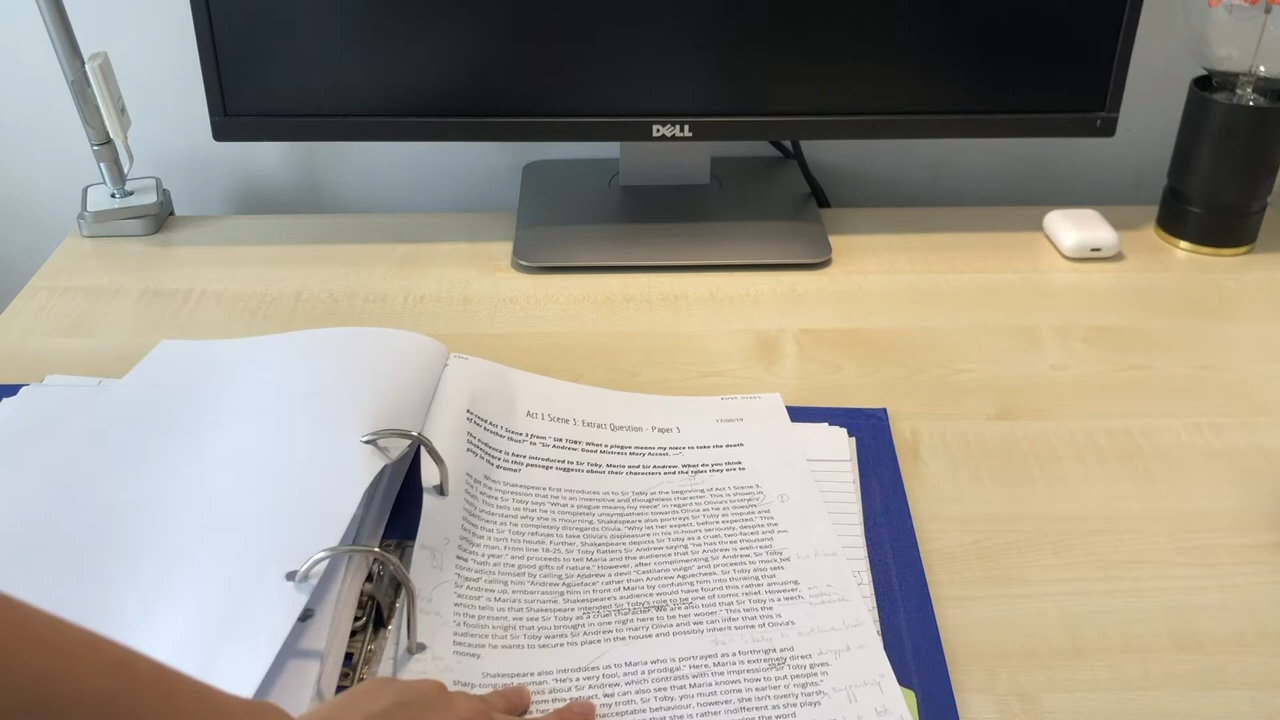 DELL
Act 1 Scene 3: Extract Question - Paper 3
17/09/19
Re-read Act 1 Scene 3 from " SIR TOBY: What a plague means my niece to take the death
of her brother thus?" to "Sir Andrew: Good Mistress Mary Accost, —".
The audience is here introduced to Sir Toby, Maria and Sir Andrew. What do you think
Shakespeare in this passage suggests about their characters and the roles they are to
play in the drama?
When Shakespeare first introduces us to Sir Toby at the beginning of Act 1 Scene 3,
we get the impression that he is an insensitive and thoughtless character. This is shown in
where Sir Toby says "What a plague means my niece" in regard to Olivia's brothers'
death. This tells us that he is completely unsympathetic towards Olivia as he doesn't
fully understand why she is mourning. Shakespeare also portrays Sir Toby as impute and
impertinent as he completely disregards Olivia. "Why let her expect, before expected." This
shows that Sir Toby refuses to take Olivia's displeasure in his ill-hours seriously, despite the
fact that it isn't his house. Further, Shakespeare depicts Sir Toby as a cruel, two-faced and
disloyal man. From line 18-25, Sir Toby flatters Sir Andrew saying "he has three thousand
ducats a year." and proceeds to tell Maria and the audience that Sir Andrew is well-read
"hath all the good gifts of nature." However, after complimenting Sir Andrew, Sir Toby
contradicts himself by calling Sir Andrew a devil "Castiliano vulgo" and proceeds to mock his
"friend" calling him "Andrew Agueface" rather than Andrew Aguecheek. Sir Toby also sets
Sir Andrew up, embarrassing him in front of Maria by confusing him into thinking that
"accost" is Maria's surname. Shakespeare's audience would have found this rather amusing,
which tells us that Shakespeare intended Sir Toby's role to be one of comic relief. However,
in the present, we see Sir Toby as a cruel character. We are also told that Sir Toby is a leech,
"a foolish knight that you brought in one night here to be her wooer." This tells the
audience that Sir Toby wants Sir Andrew to marry Olivia and we can infer that this is
because he wants to secure his place in the house and possibly inherit some of Olivia's
money.
Shakespeare also introduces us to Maria who is portrayed as a forthright and
sharp-tongued woman. "He's a very fool, and a prodigal." Here, Maria is extremely direct
thinks about Sir Andrew, which contrasts with the impression Sir Toby gives.
from this extract, we can also see that Maria knows how to put people in
my troth, Sir Toby, you must come in earlier o' nights."
unacceptable behaviour, however, she isn't overly harsh,
that she is rather indifferent as she plays
the word